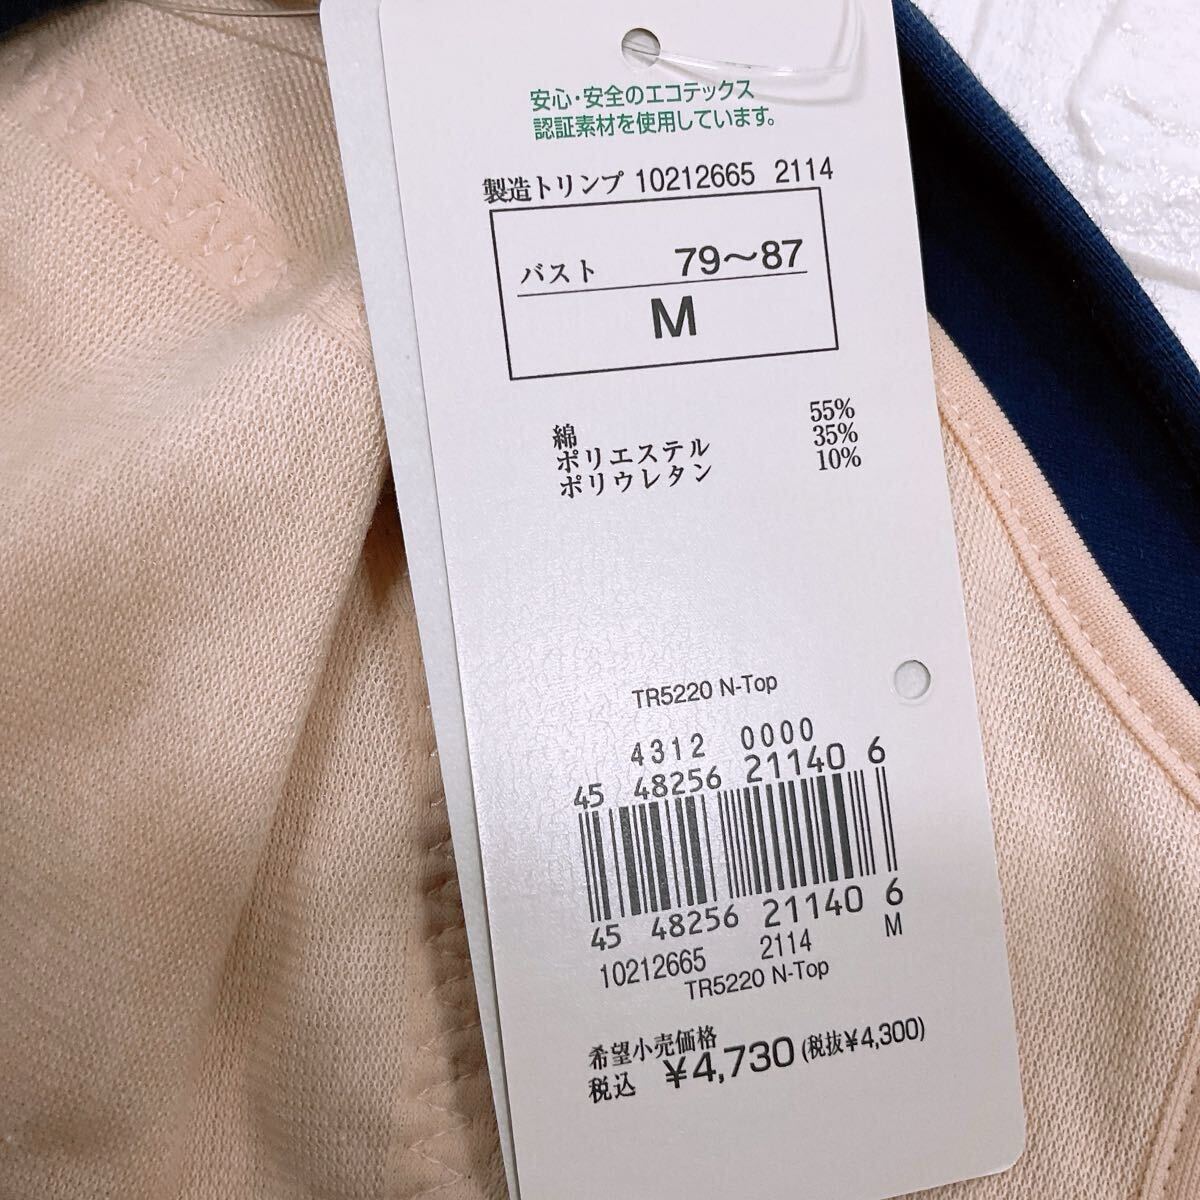 安心・安全のエコテックス
認証素材を使用しています。
製造トリンプ 10212665 2114
バスト 79〜87
M
綿 55%
ポリエステル 35%
ポリウレタン 10%
TR5220 N-Top
4312 0000
45 48256 21140 6
45 48256 21140 6
10212665 2114 M
TR5220 N-Top
希望小売価格
税込 ¥4,730 (税抜¥4,300)